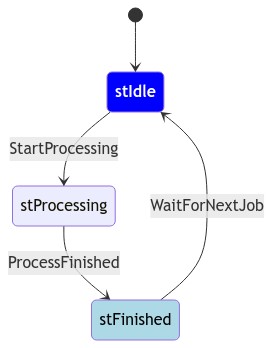 stIdle
StartProcessing
stProcessing
WaitForNextJob
ProcessFinished
stFinished